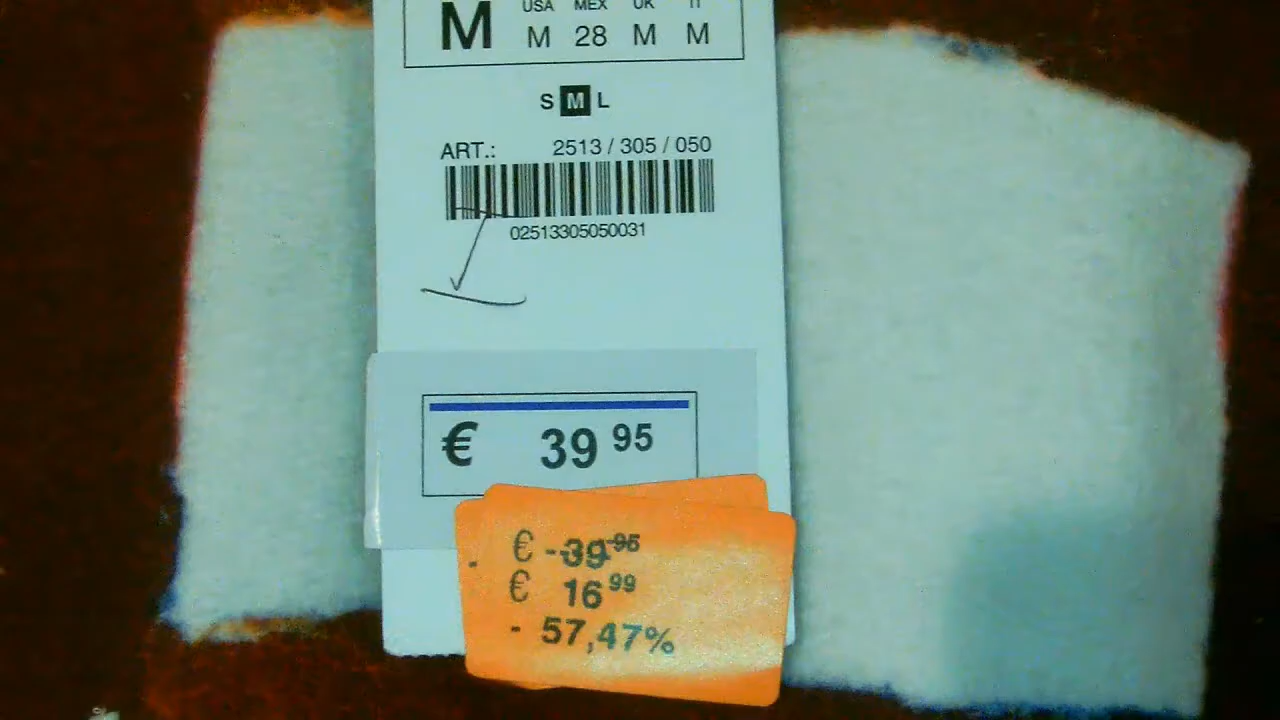 USA MEX UK IT
M M 28 M M
S M L
ART.: 2513 / 305 / 050
02513305050031
€ 39 95
€ - 39 95
€ 16 99
- 57,47%